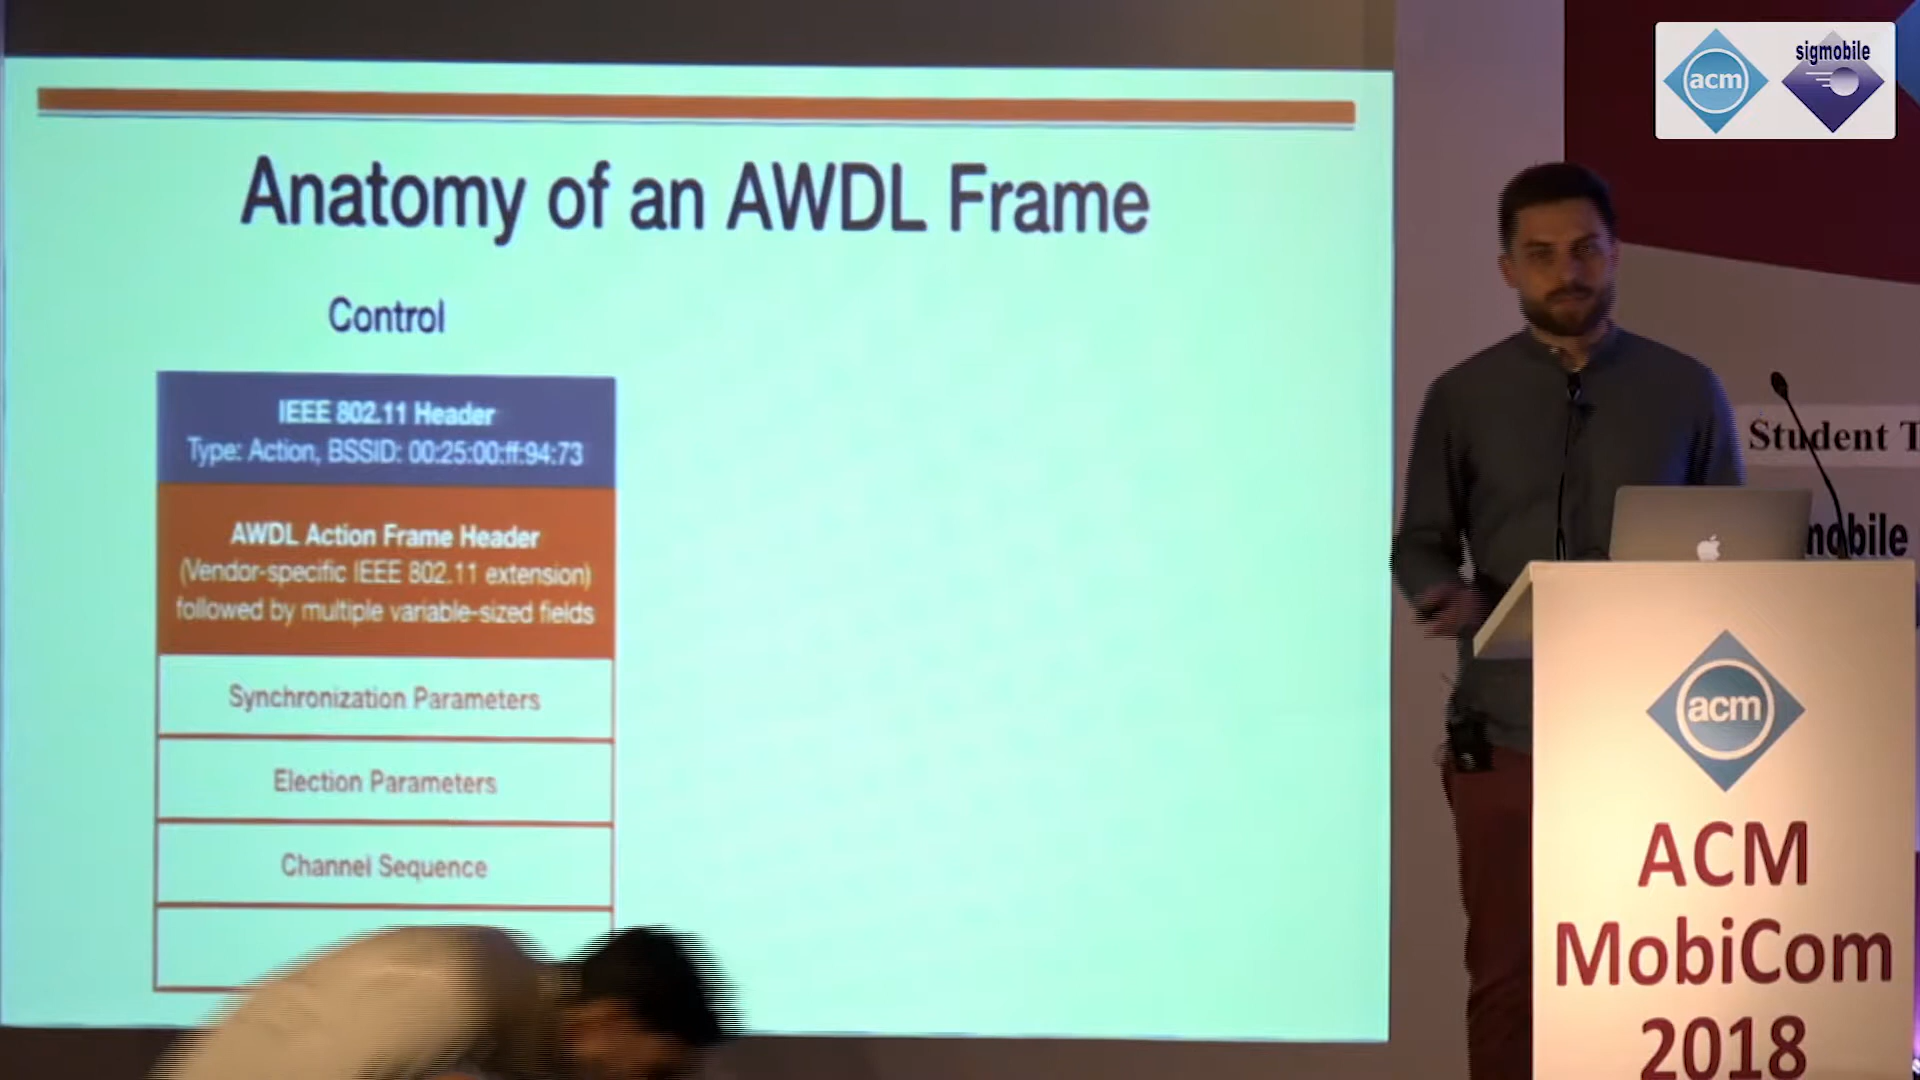 Anatomy of an AWDL Frame
Control
IEEE 802.11 Header
Type: Action, BSSID: 00:25:00:ff:94:73
AWDL Action Frame Header
(Vendor-specific IEEE 802.11 extension)
followed by multiple variable-sized fields
Synchronization Parameters
Election Parameters
Channel Sequence
acm
sigmobile
Student T
mobile
acm
ACM
MobiCom
2018